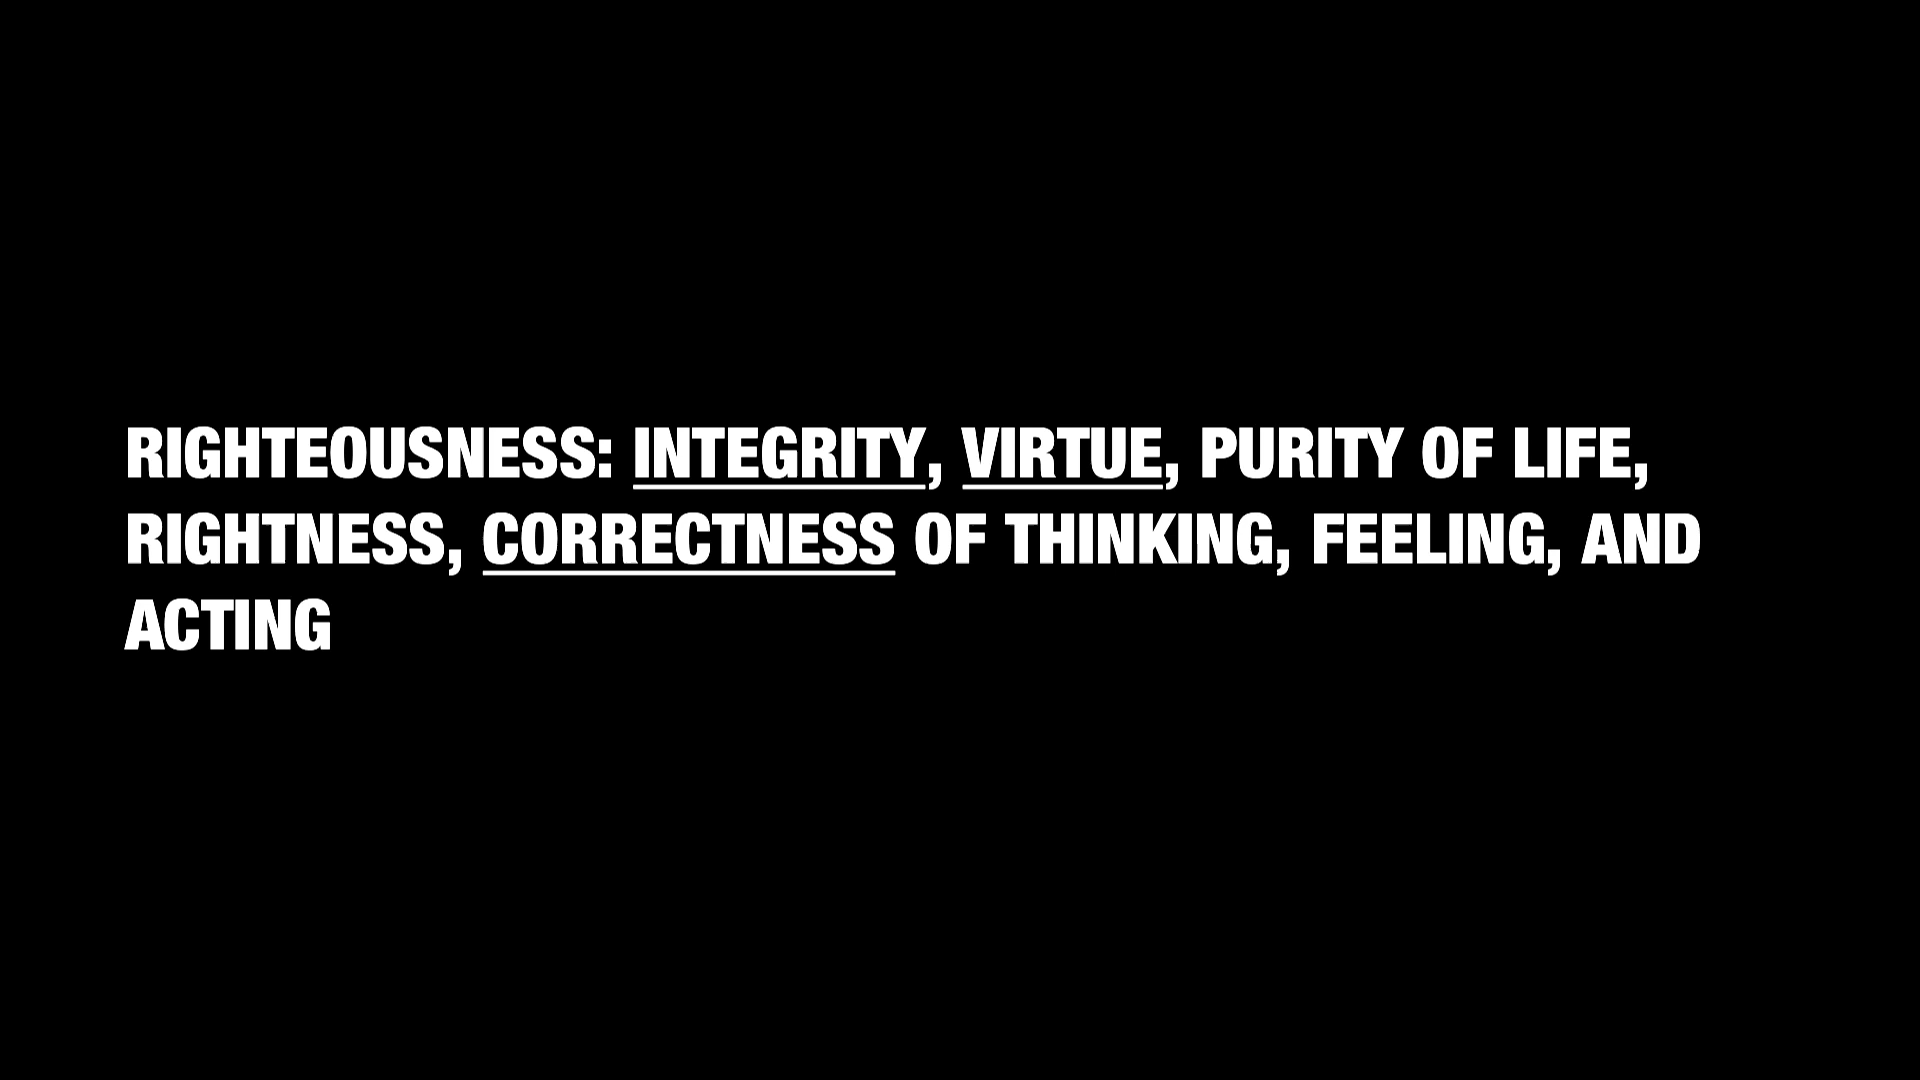 RIGHTEOUSNESS: INTEGRITY, VIRTUE, PURITY OF LIFE,
RIGHTNESS, CORRECTNESS OF THINKING, FEELING, AND
ACTING